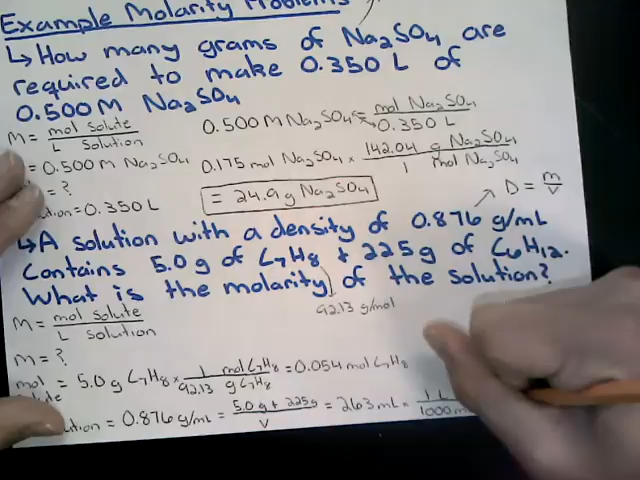 Example Molarity Problems
↳How many grams of Na₂SO₄ are
required to make 0.350 L of
0.500 M Na₂SO₄
M = mol solute / L solution
0.500 M Na₂SO₄ = mol Na₂SO₄ / 0.350 L
= 0.500 M Na₂SO₄
0.175 mol Na₂SO₄ × 142.04 g Na₂SO₄ / 1 mol Na₂SO₄
= ?
= 24.9 g Na₂SO₄
= 0.350 L
D = m/V
↳A solution with a density of 0.876 g/mL
contains 5.0 g of C₇H₈ + 225 g of C₆H₁₂.
What is the molarity of the solution?
92.13 g/mol
M = mol solute / L solution
M = ?
mol = 5.0 g C₇H₈ × 1 mol C₇H₈ / 92.13 g C₇H₈ = 0.054 mol C₇H₈
= 0.876 g/mL = 5.0 g + 225 g / V = 263 mL × 1 L / 1000